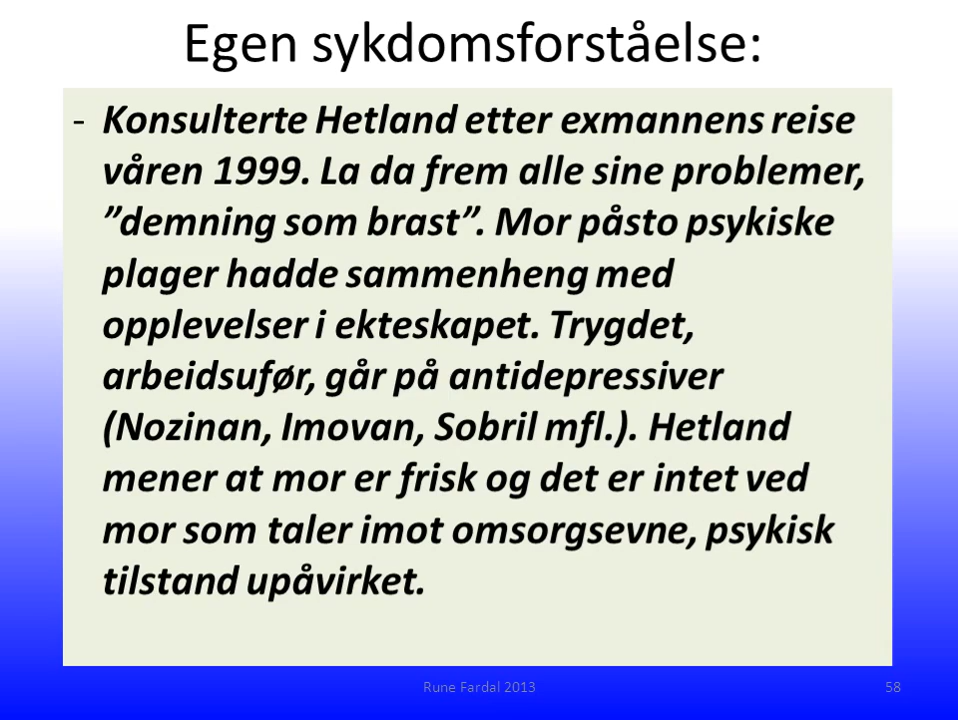 Egen sykdomsforståelse:
- Konsulterte Hetland etter exmannens reise
våren 1999. La da frem alle sine problemer,
”demning som brast”. Mor påsto psykiske
plager hadde sammenheng med
opplevelser i ekteskapet. Trygdet,
arbeidsufør, går på antidepressiver
(Nozinan, Imovan, Sobril mfl.). Hetland
mener at mor er frisk og det er intet ved
mor som taler imot omsorgsevne, psykisk
tilstand upåvirket.
Rune Fardal 2013 58